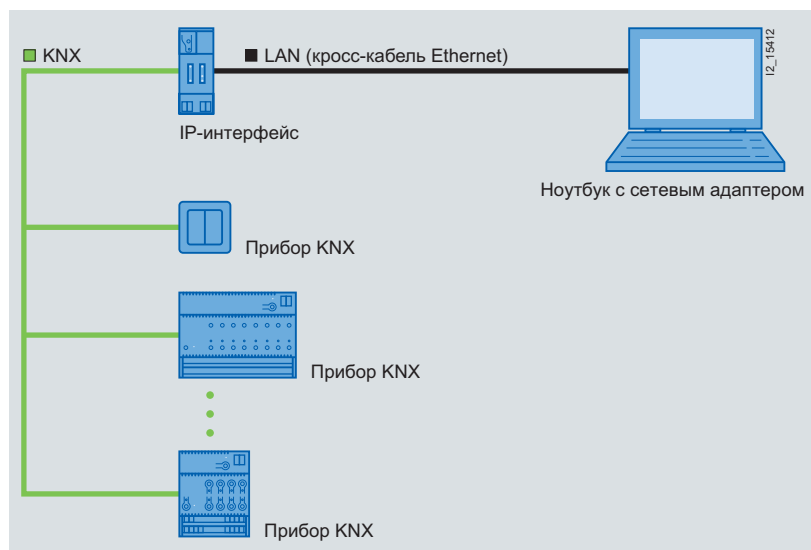 KNX
LAN (кросс-кабель Ethernet)
I2_15412
IP-интерфейс
Ноутбук с сетевым адаптером
Прибор KNX
Прибор KNX
Прибор KNX